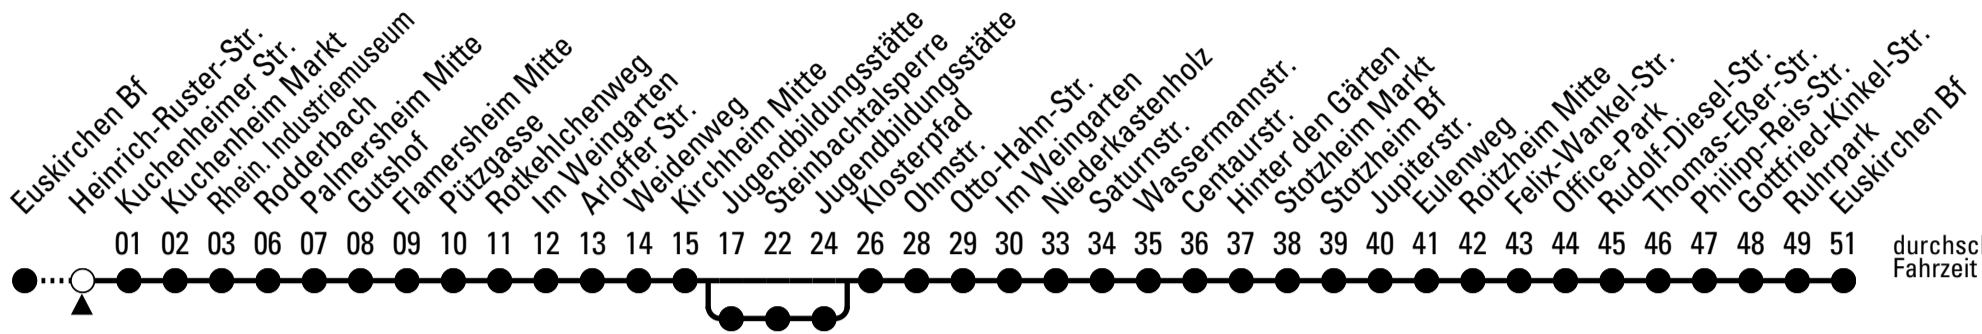 Euskirchen Bf
Heinrich-Ruster-Str.
Kuchenheimer Str.
Kuchenheim Markt
Rhein. Industriemuseum
Rodderbach
Palmersheim Mitte
Gutshof
Flamersheim Mitte
Pützgasse
Rotkehlchenweg
Im Weingarten
Arloffer Str.
Weidenweg
Kirchheim Mitte
Jugendbildungsstätte
Steinbachtalsperre
Jugendbildungsstätte
Klosterpfad
Ohmstr.
Otto-Hahn-Str.
Im Weingarten
Niederkastenholz
Saturnstr.
Wassermannstr.
Centaurstr.
Hinter den Gärten
Stotzheim Markt
Stotzheim Bf
Jupiterstr.
Eulenweg
Roitzheim Mitte
Felix-Wankel-Str.
Office-Park
Rudolf-Diesel-Str.
Thomas-Eßer-Str.
Philipp-Reis-Str.
Gottfried-Kinkel-Str.
Ruhrpark
Euskirchen Bf
01 02 03 06 07 08 09 10 11 12 13 14 15 17 22 24 26 28 29 30 33 34 35 36 37 38 39 40 41 42 43 44 45 46 47 48 49 51
Fahrzeit